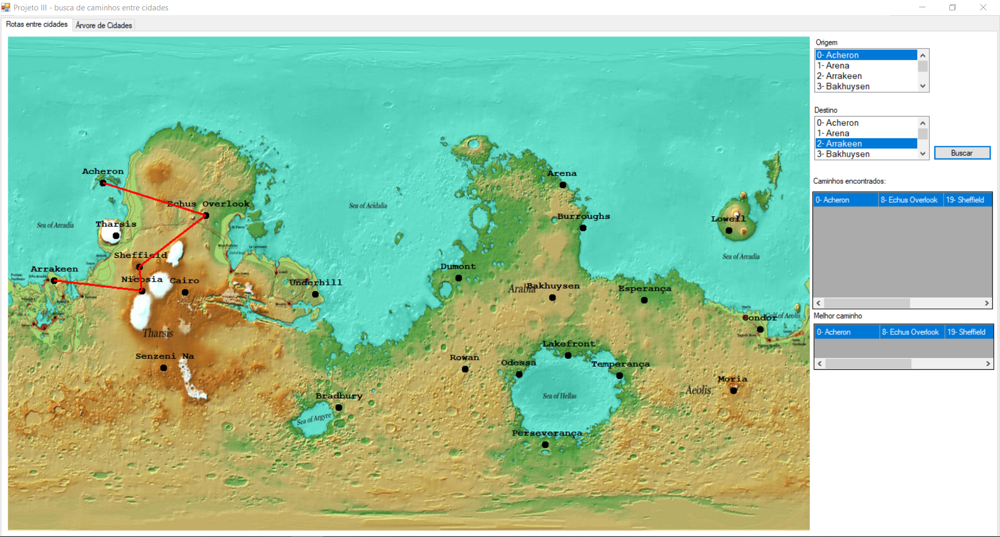 Projeto III - busca de caminhos entre cidades
Rotas entre cidades
Árvore de Cidades
Origem
0- Acheron
1- Arena
2- Arrakeen
3- Bakhuysen
Destino
0- Acheron
1- Arena
2- Arrakeen
3- Bakhuysen
Buscar
Caminhos encontrados:
0- Acheron 8- Echus Overlook 19- Sheffield
Melhor caminho
0- Acheron 8- Echus Overlook 19- Sheffield
Acheron
Arena
Echus Overlook
Sea of Acidalia
Burroughs
Lowell
Tharsis
Sea of Arcadia
Sheffield
Sea of Arcadia
Arrakeen
Dumont
Nicosia
Cairo
Underhill
Arabia
Bakhuysen
Esperança
Gondor
Gulf of Aeolis
Tharsis
Lakefront
Senzeni Na
Rowan
Odessa
Temperança
Moria
Aeolis
Bradbury
Sea of Hellas
Sea of Argyre
Perseverança